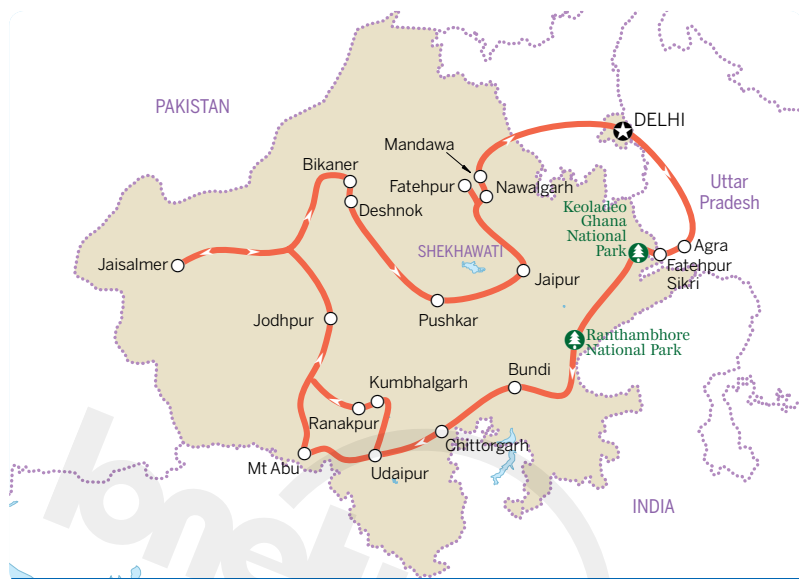 PAKISTAN
DELHI
Mandawa
Bikaner
Fatehpur
Nawalgarh
Uttar
Pradesh
Deshnok
Keoladeo
Ghana
National
Park
SHEKHAWATI
Agra
Fatehpur
Sikri
Jaisalmer
Jaipur
Jodhpur
Pushkar
Ranthambhore
National Park
Bundi
Kumbhalgarh
Ranakpur
Chittorgarh
Mt Abu
Udaipur
INDIA
lonely